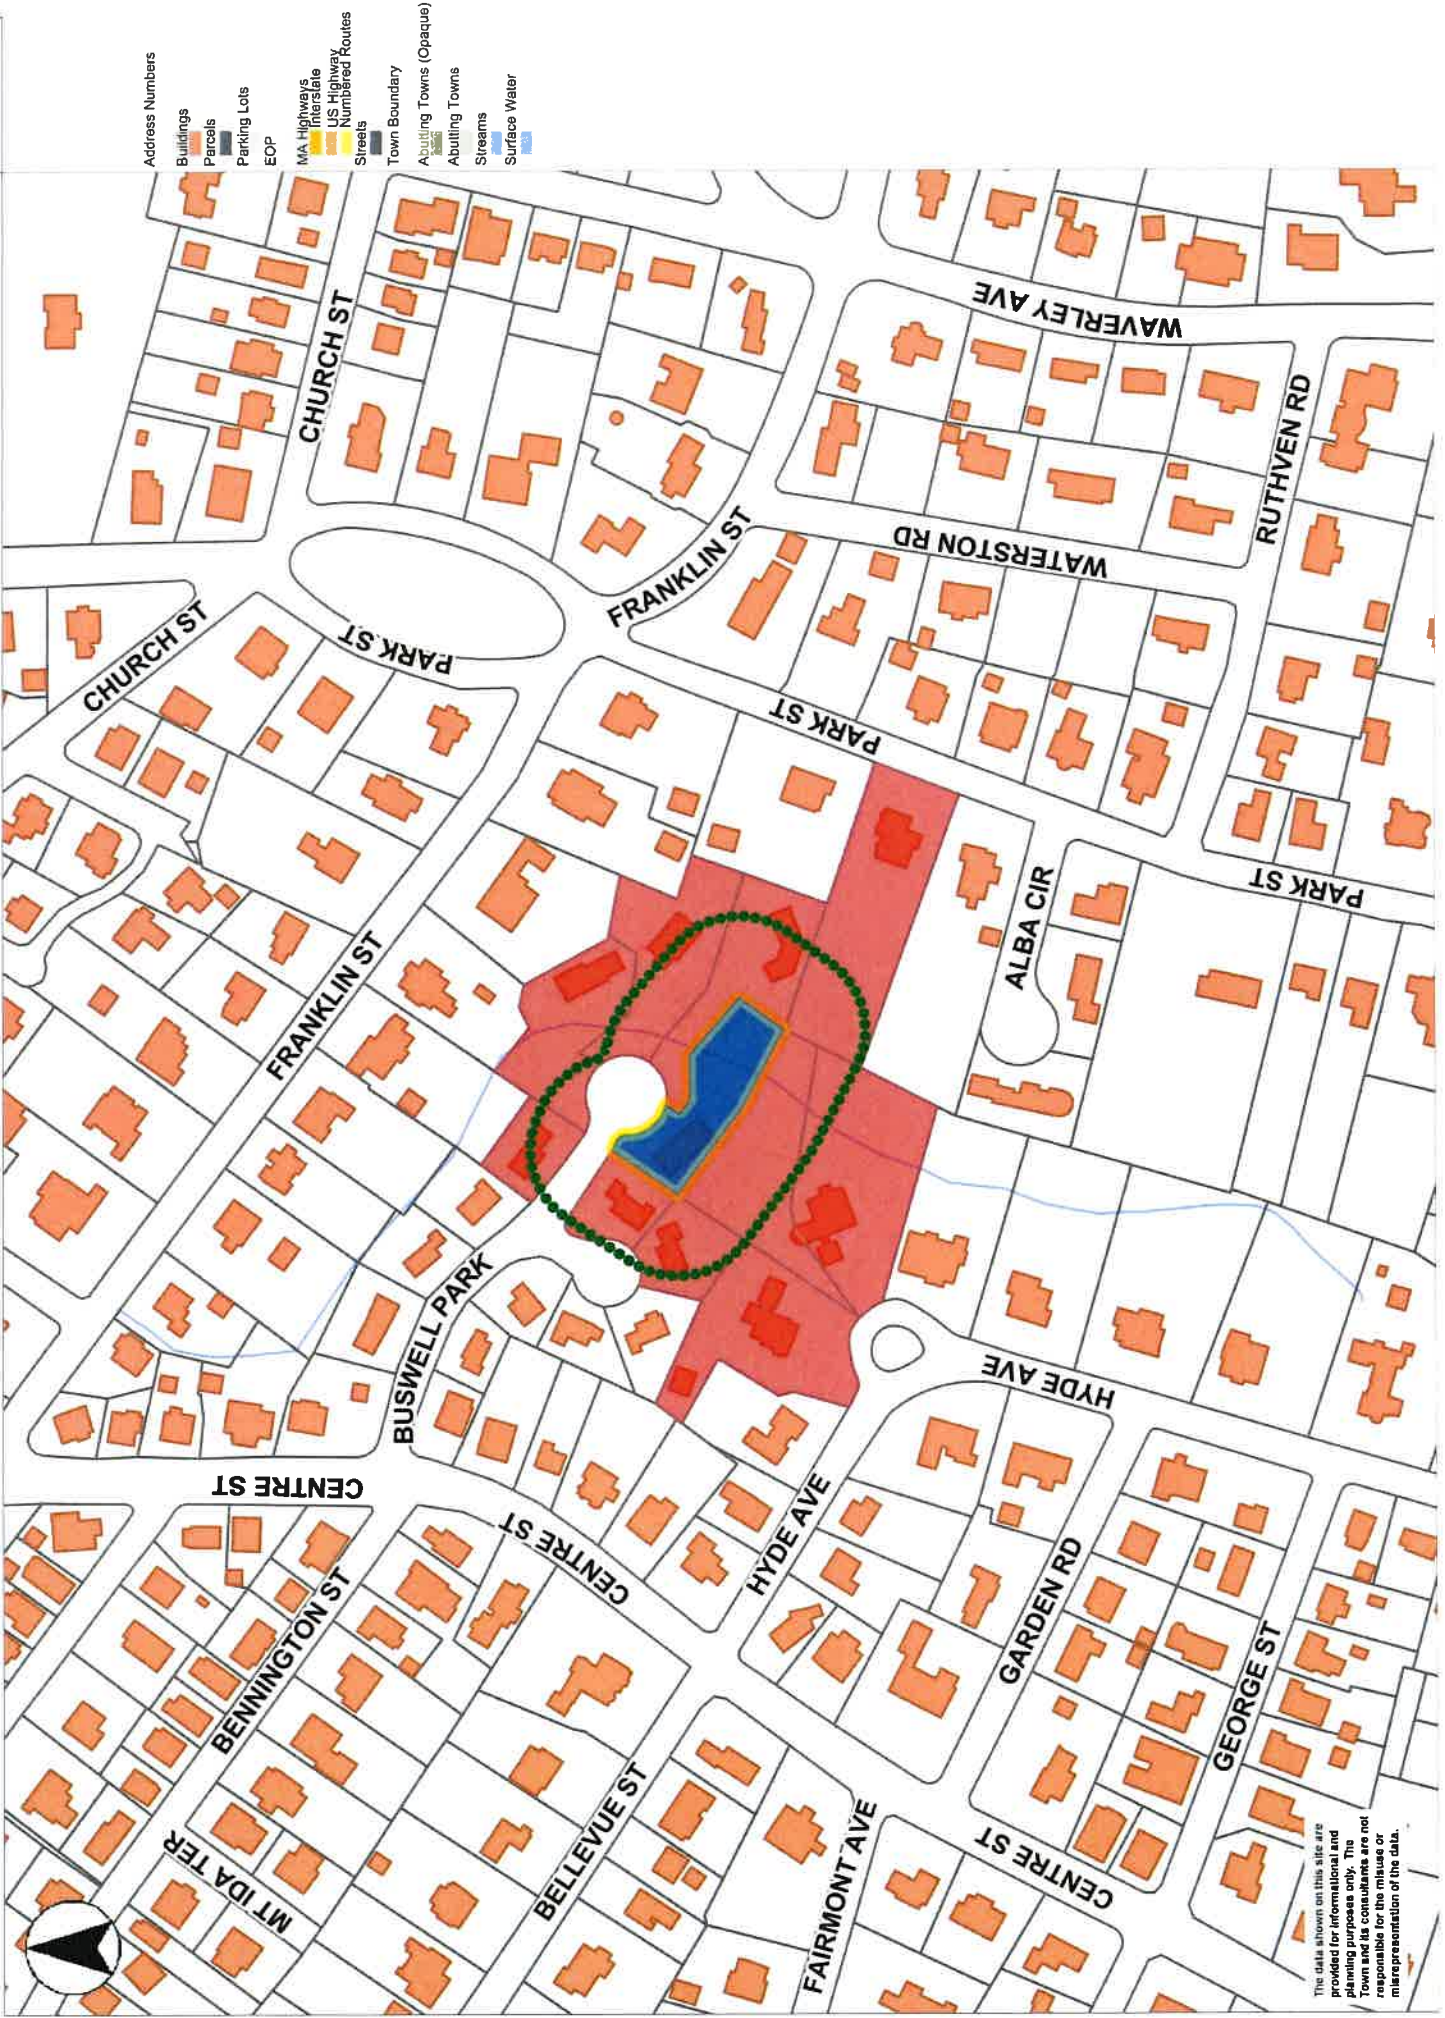 Address Numbers
Buildings
Parcels
Parking Lots
EOP
MA Highways
Interstate
US Highway
Numbered Routes
Streets
Town Boundary
Abutting Towns (Opaque)
Abutting Towns
Streams
Surface Water
CHURCH ST
WAVERLEY AVE
RUTHVEN RD
WATERSTON RD
FRANKLIN ST
CHURCH ST
PARK ST
PARK ST
PARK ST
ALBA CIR
FRANKLIN ST
BUSWELL PARK
HYDE AVE
CENTRE ST
CENTRE ST
HYDE AVE
BENNINGTON ST
GARDEN RD
GEORGE ST
BELLEVUE ST
MT IDA TER
FAIRMONT AVE
CENTRE ST
The data shown on this site are
provided for informational and
planning purposes only. The
Town and its consultants are not
responsible for the misuse or
misrepresentation of the data.